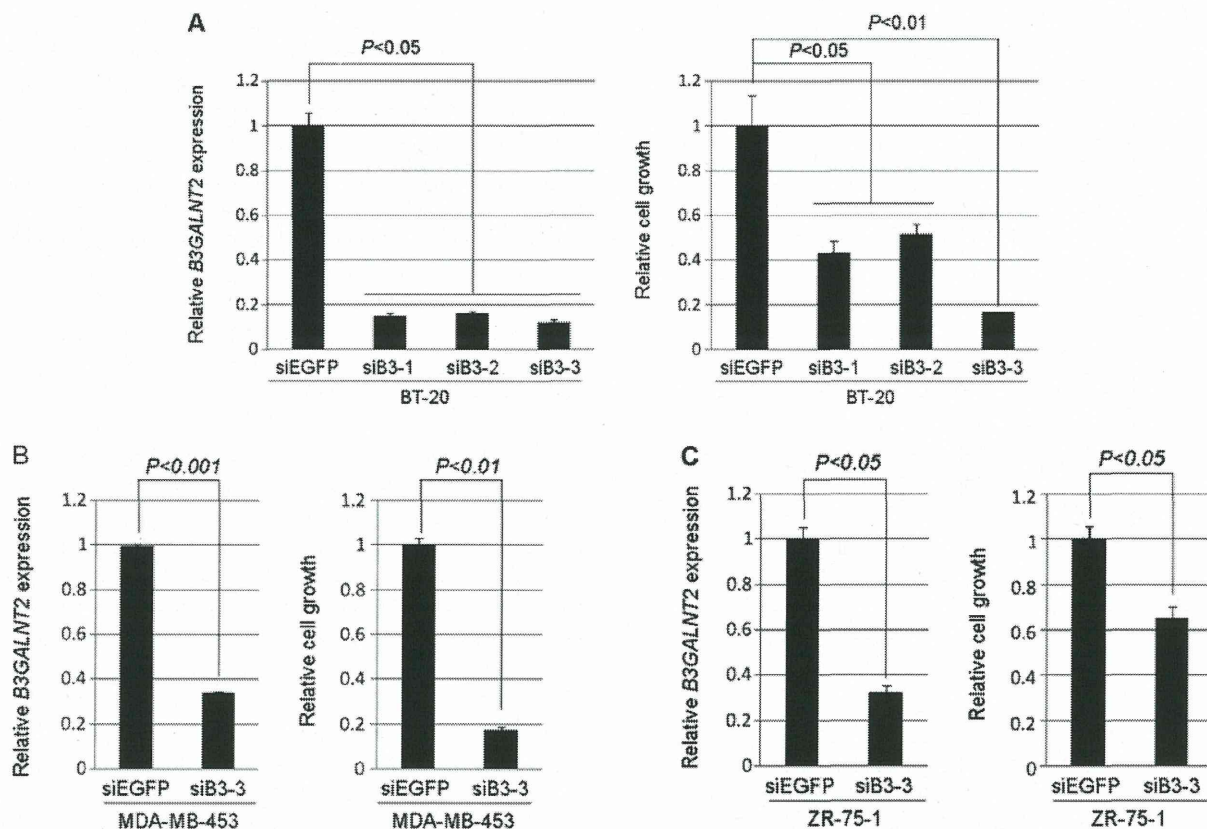 A
P<0.05
Relative B3GALNT2 expression
1.2
1
0.8
0.6
0.4
0.2
0
siEGFP siB3-1 siB3-2 siB3-3
BT-20
P<0.01
P<0.05
Relative cell growth
1.2
1
0.8
0.6
0.4
0.2
0
siEGFP siB3-1 siB3-2 siB3-3
BT-20
B
P<0.001
Relative B3GALNT2 expression
1.2
1
0.8
0.6
0.4
0.2
0
siEGFP siB3-3
MDA-MB-453
P<0.01
Relative cell growth
1.2
1
0.8
0.6
0.4
0.2
0
siEGFP siB3-3
MDA-MB-453
C
P<0.05
Relative B3GALNT2 expression
1.2
1
0.8
0.6
0.4
0.2
0
siEGFP siB3-3
ZR-75-1
P<0.05
Relative cell growth
1.2
1
0.8
0.6
0.4
0.2
0
siEGFP siB3-3
ZR-75-1